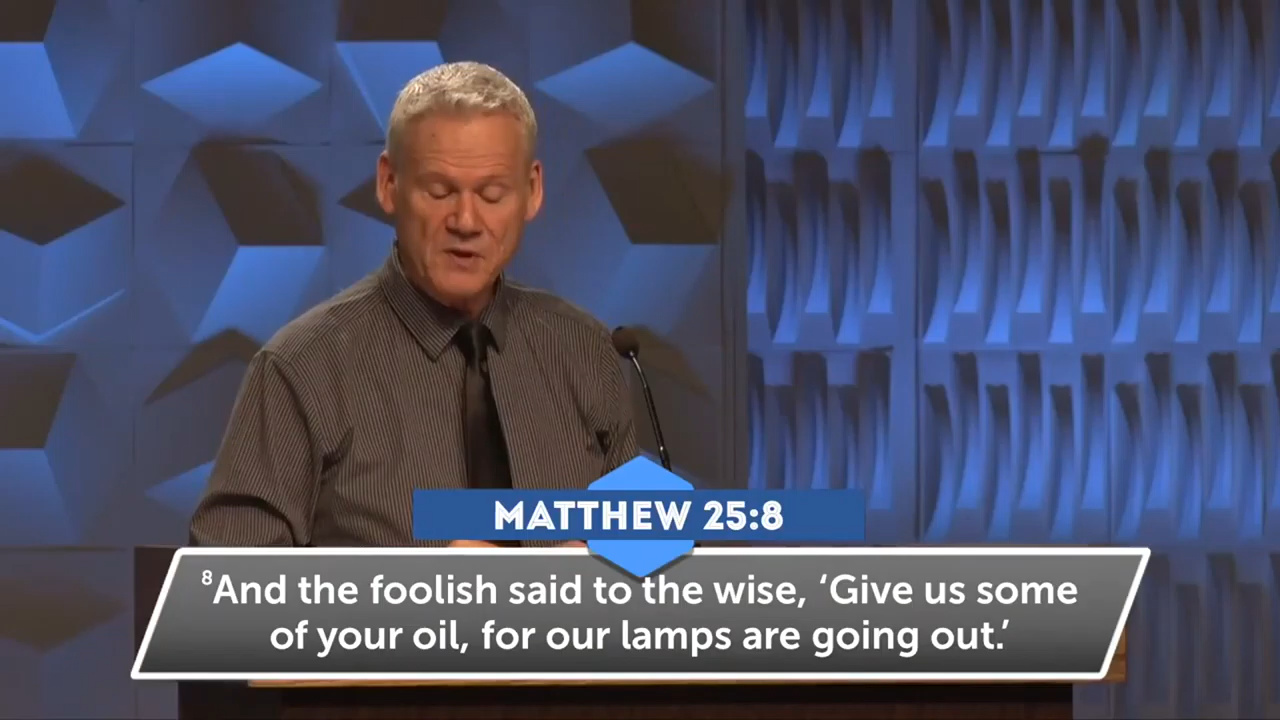 MATTHEW 25:8
⁸And the foolish said to the wise, ‘Give us some
of your oil, for our lamps are going out.’